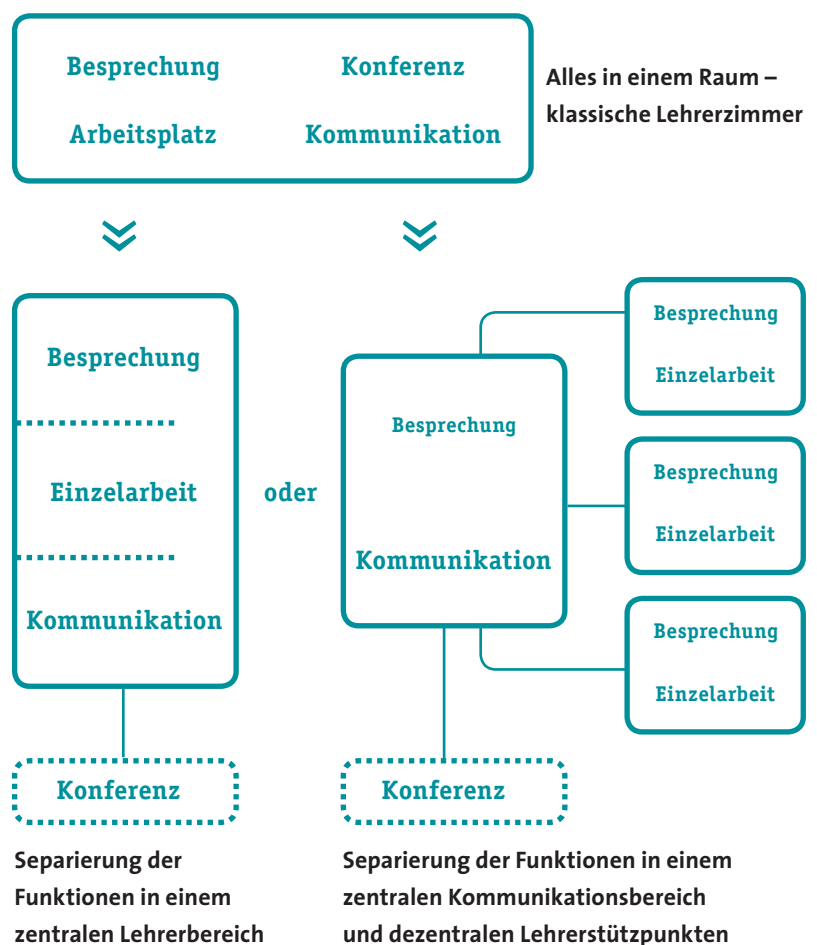 Besprechung Konferenz
Arbeitsplatz Kommunikation
Alles in einem Raum –
klassische Lehrerzimmer
Besprechung
Einzelarbeit
Kommunikation
Konferenz
Separierung der
Funktionen in einem
zentralen Lehrerbereich
oder
Besprechung
Kommunikation
Besprechung
Einzelarbeit
Besprechung
Einzelarbeit
Besprechung
Einzelarbeit
Konferenz
Separierung der Funktionen in einem
zentralen Kommunikationsbereich
und dezentralen Lehrerstützpunkten